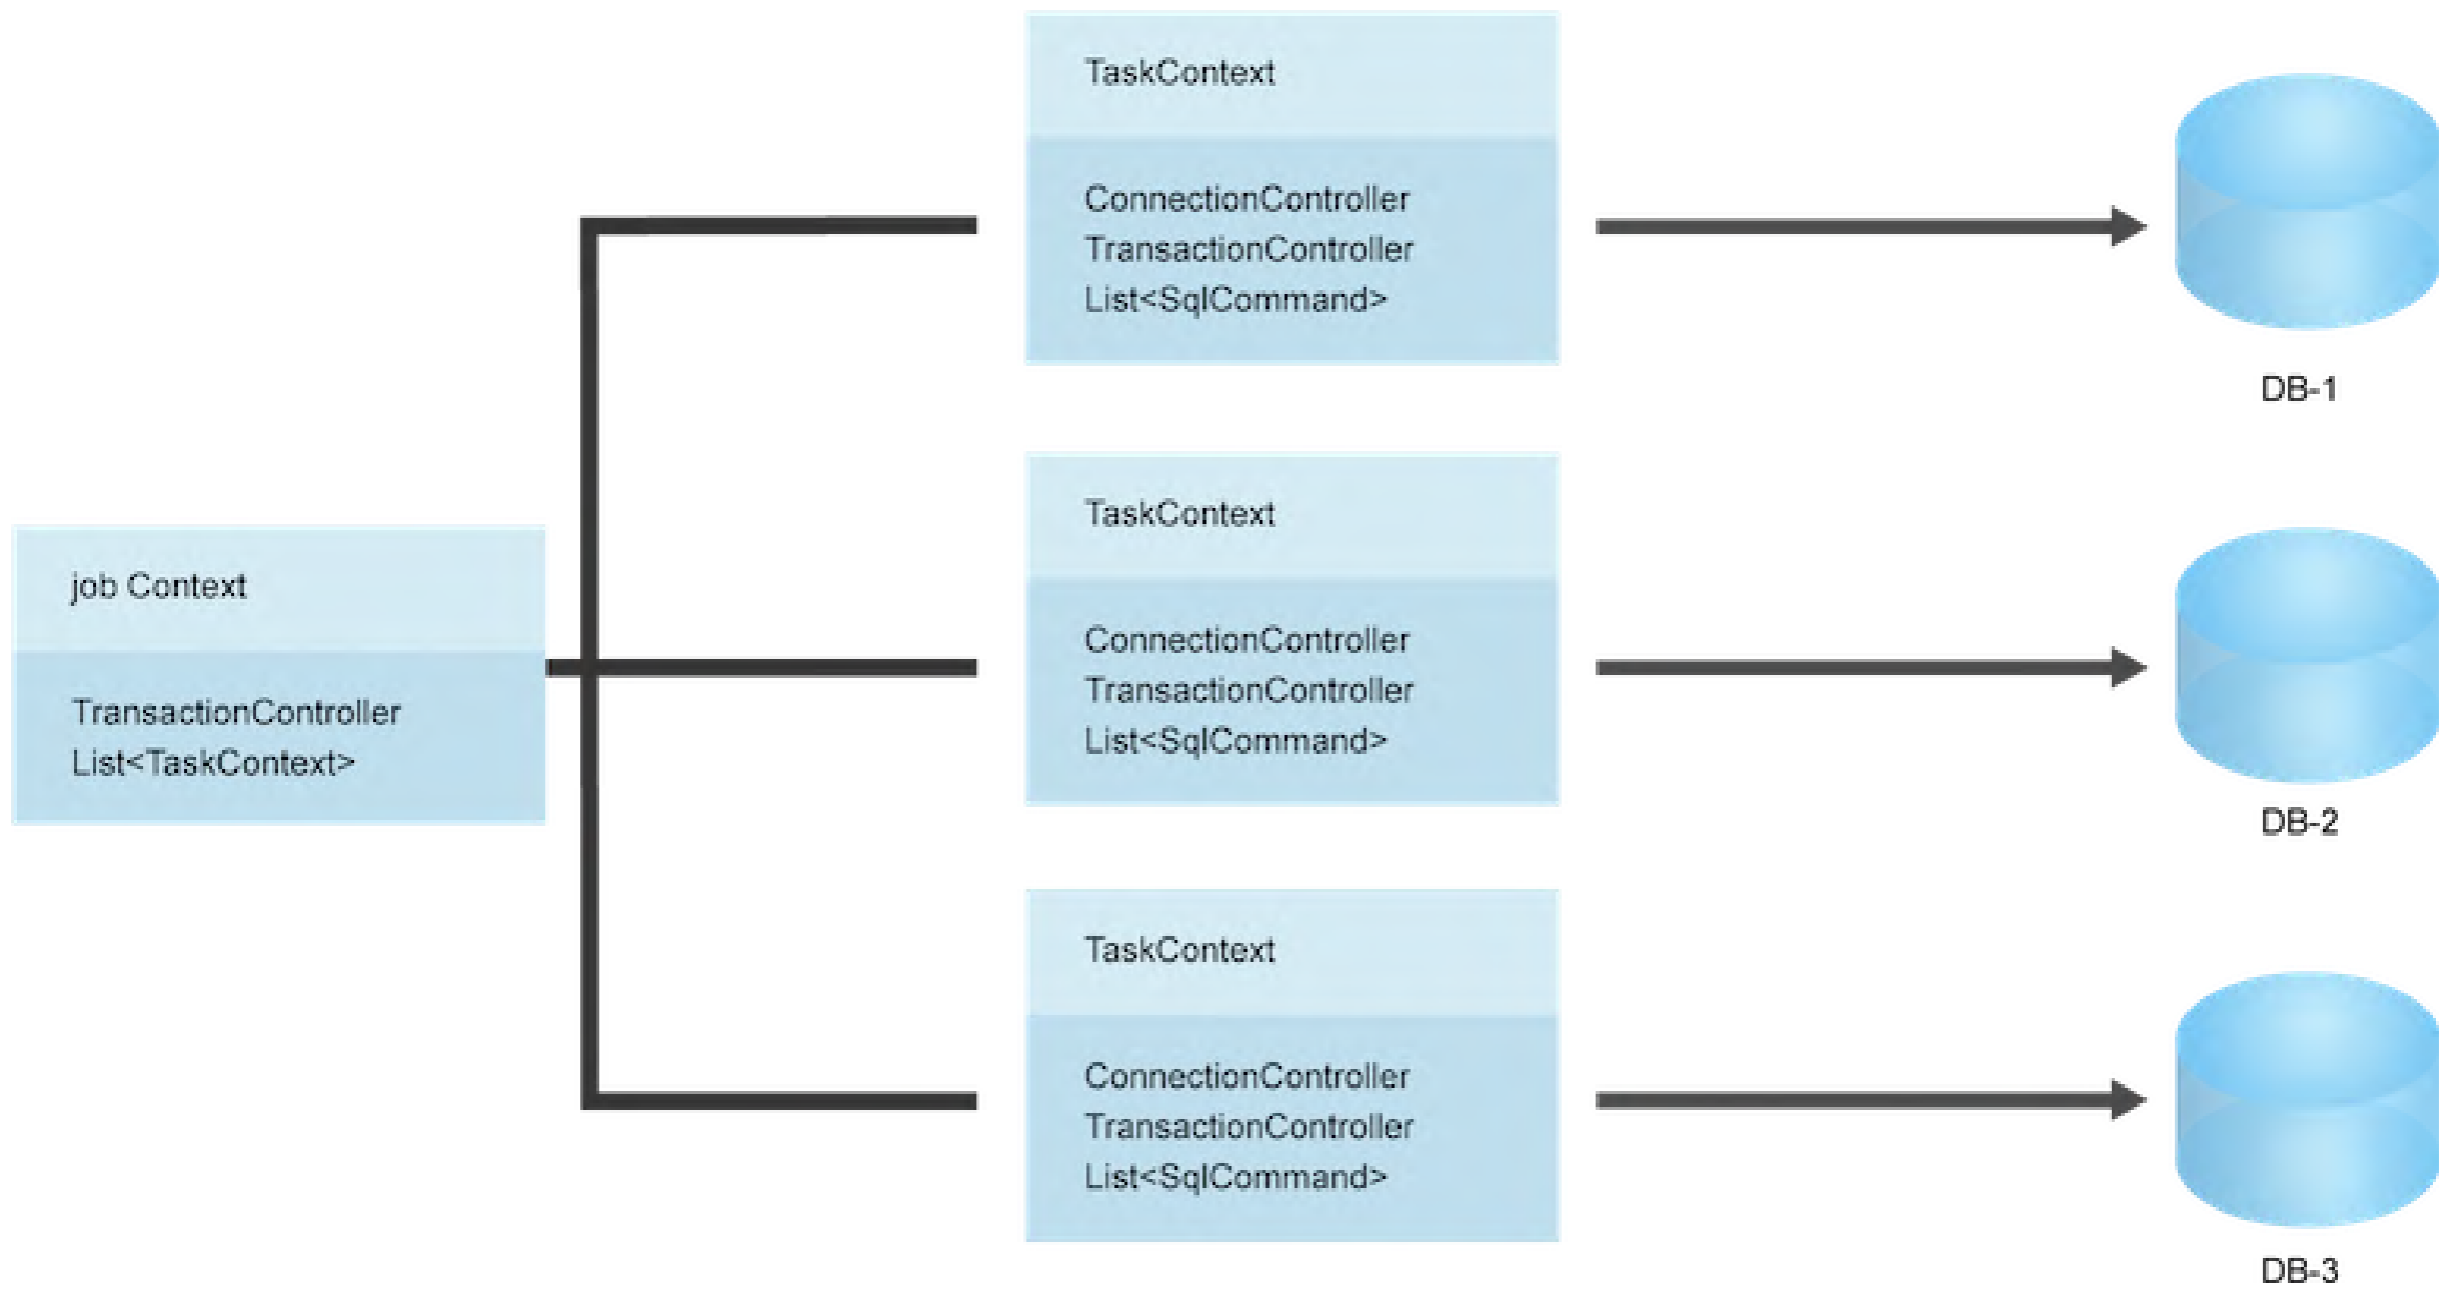 TaskContext
ConnectionController
TransactionController
List<SqlCommand>
DB-1
job Context
TransactionController
List<TaskContext>
TaskContext
ConnectionController
TransactionController
List<SqlCommand>
DB-2
TaskContext
ConnectionController
TransactionController
List<SqlCommand>
DB-3